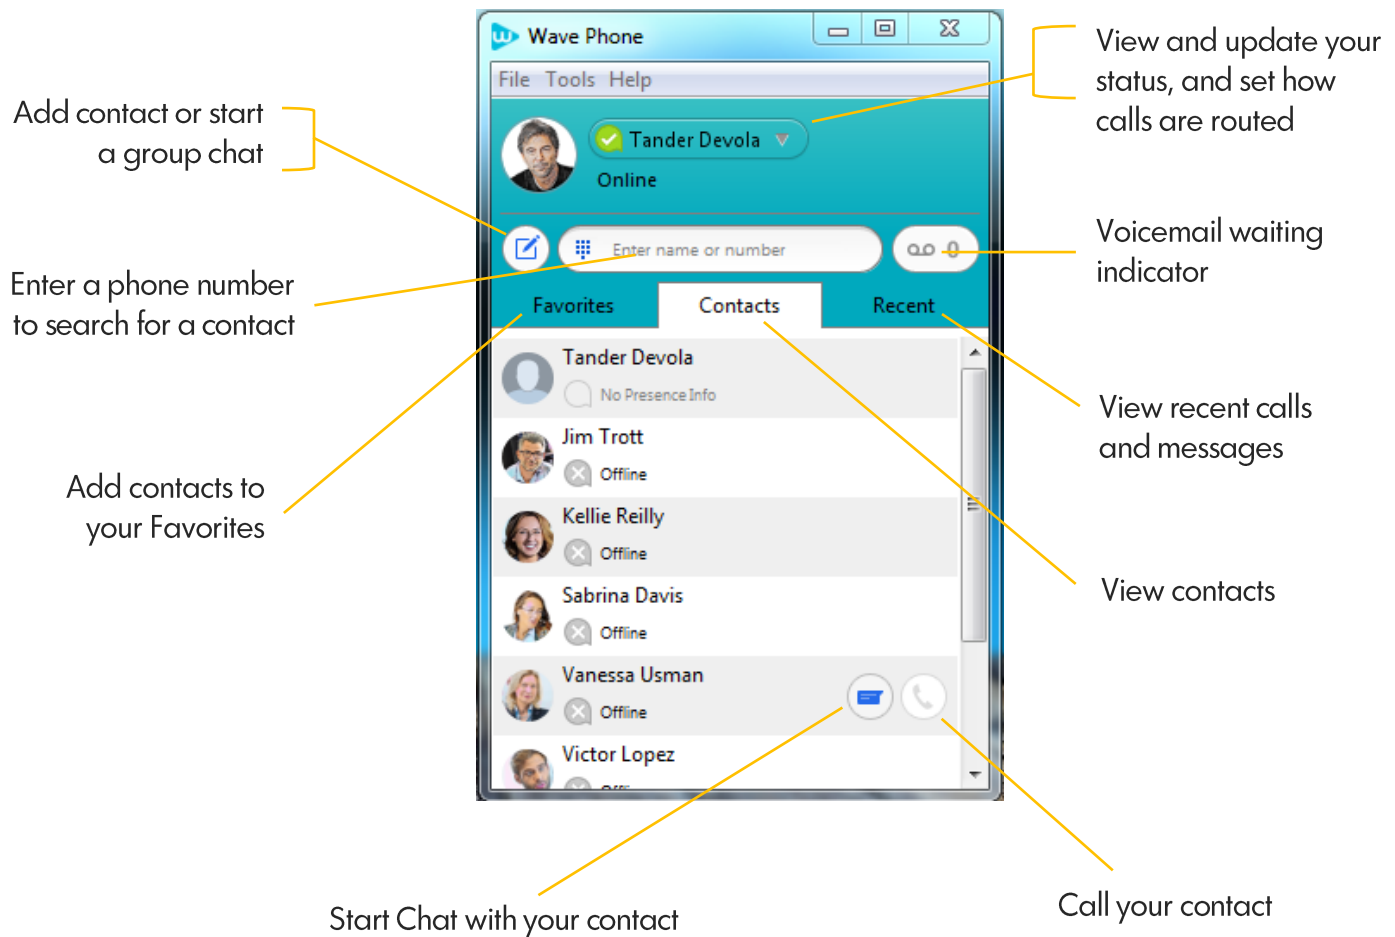 Wave Phone
File Tools Help
Tander Devola
Online
Enter name or number
0
Favorites Contacts Recent
Tander Devola
No Presence Info
Jim Trott
Offline
Kellie Reilly
Offline
Sabrina Davis
Offline
Vanessa Usman
Offline
Victor Lopez
Add contact or start
a group chat
Enter a phone number
to search for a contact
Add contacts to
your Favorites
View and update your
status, and set how
calls are routed
Voicemail waiting
indicator
View recent calls
and messages
View contacts
Start Chat with your contact
Call your contact